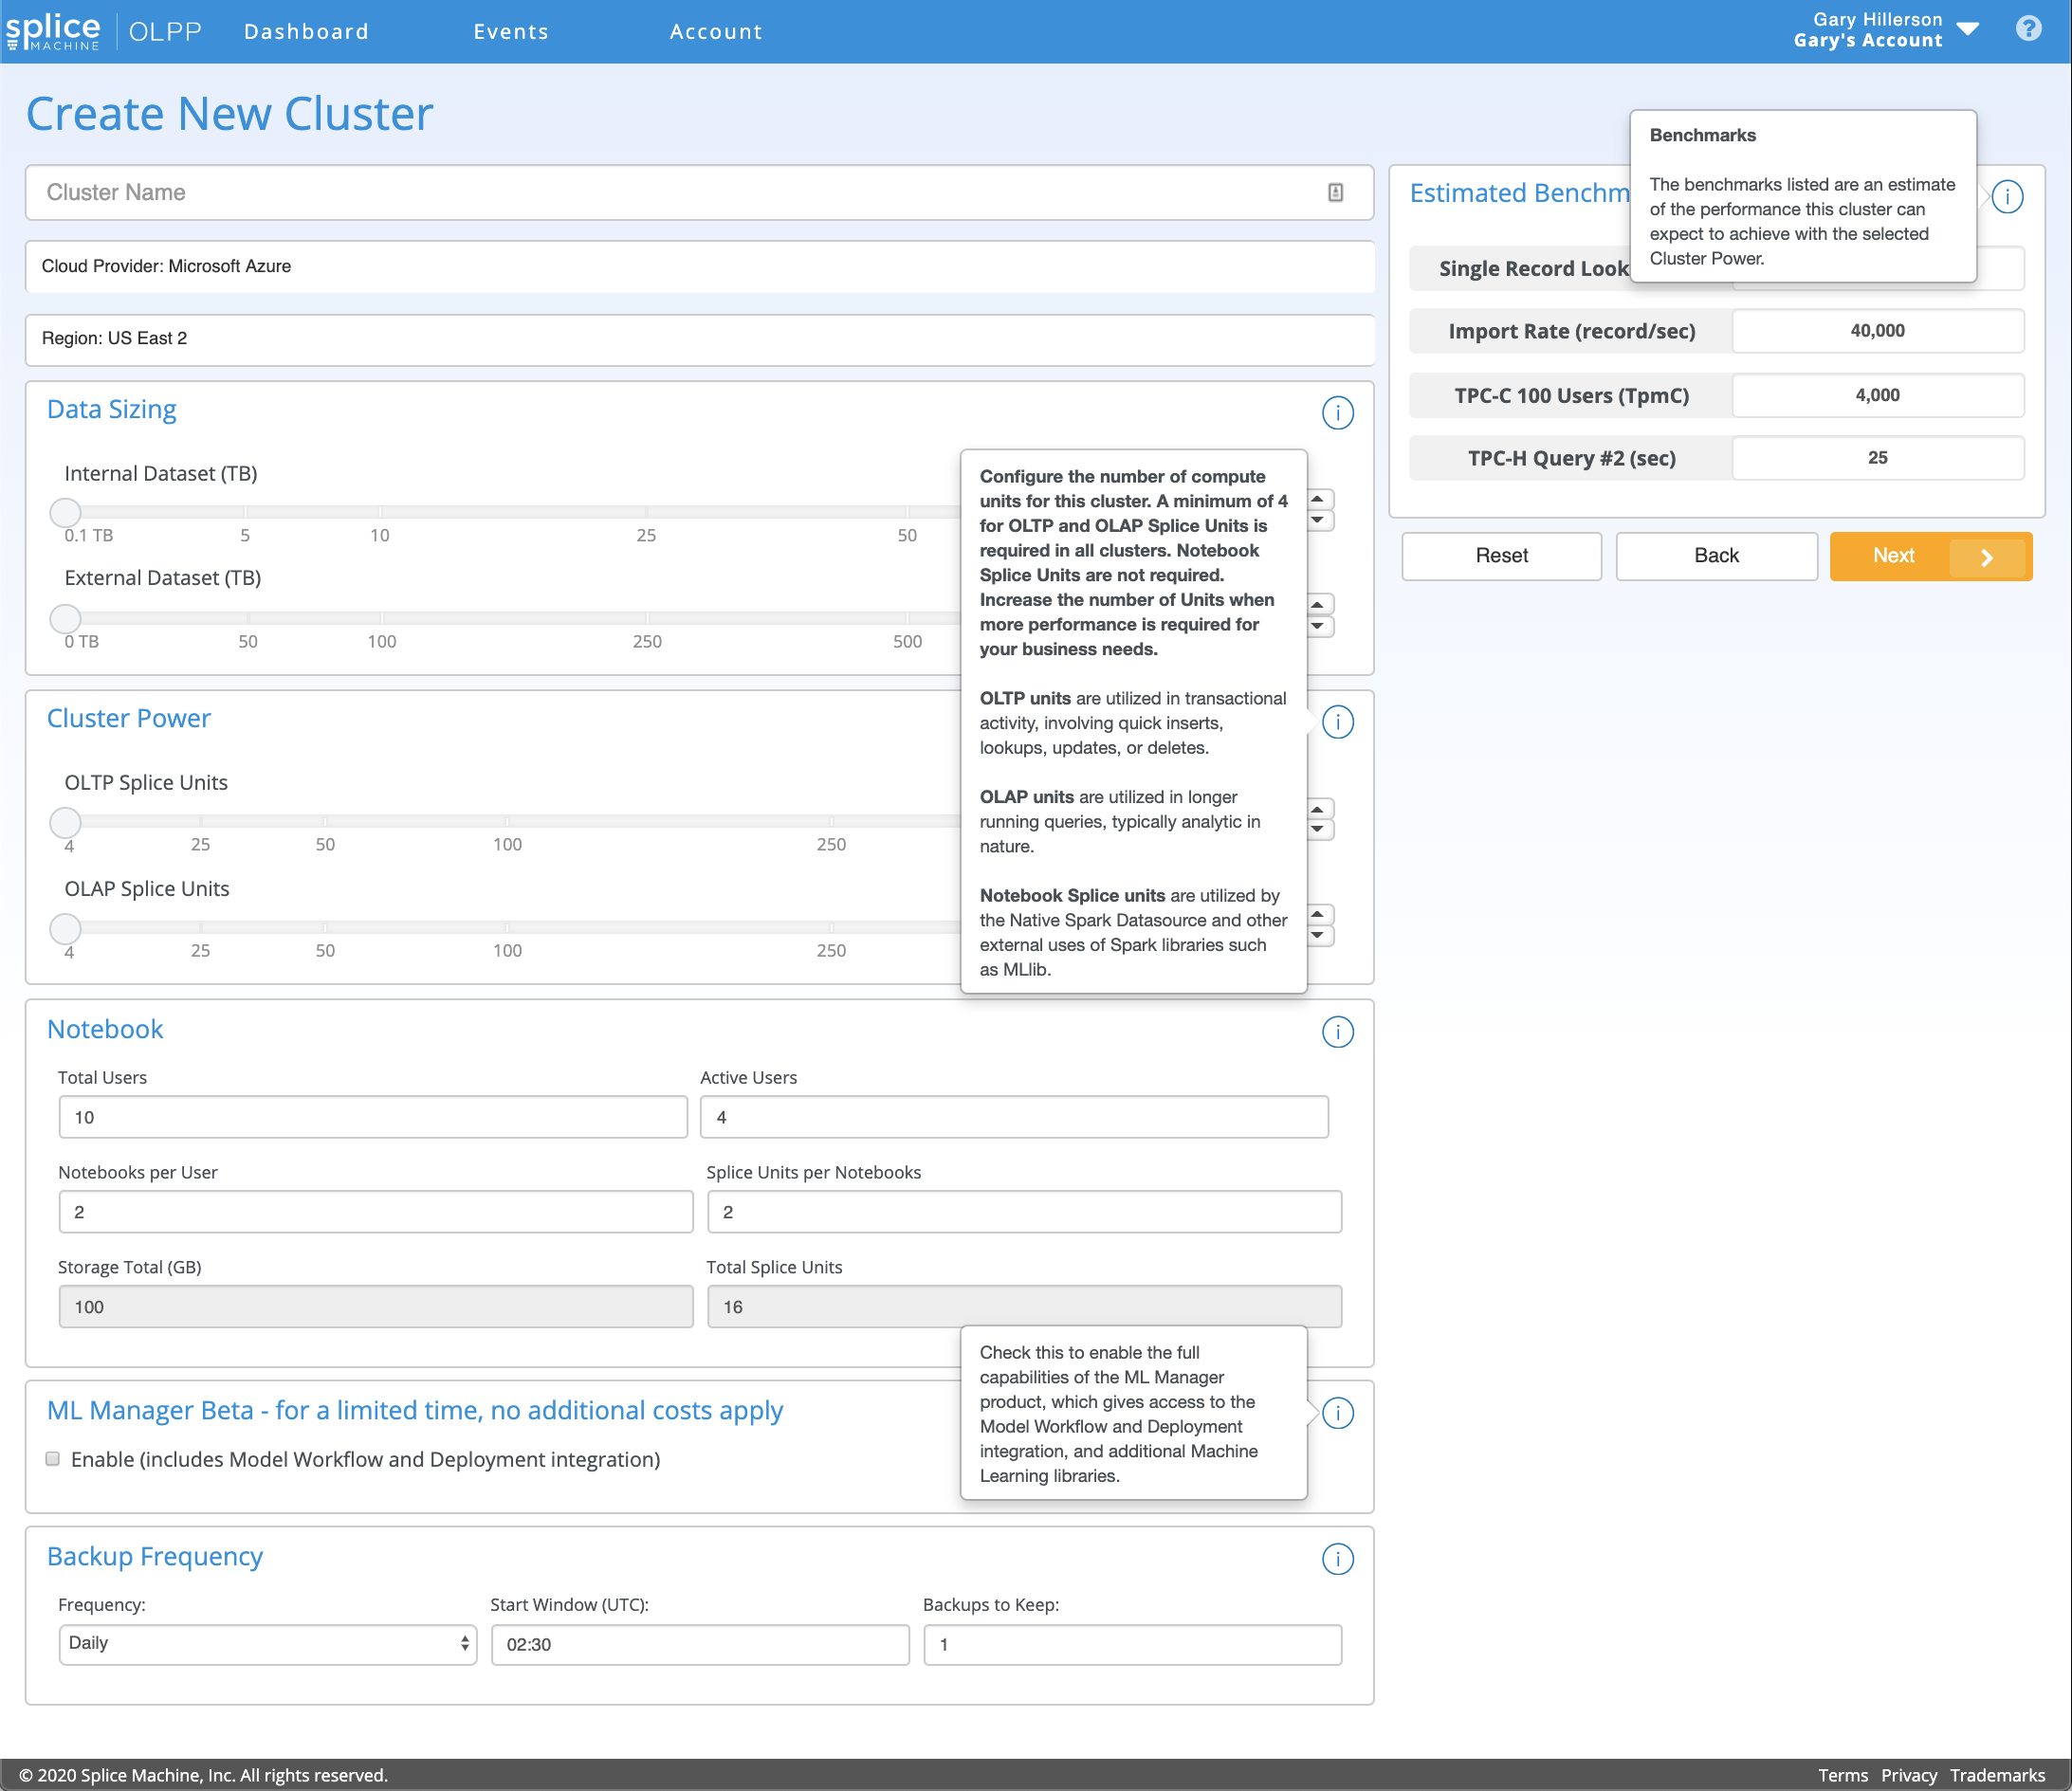 splice MACHINE OLPP Dashboard Events Account
Gary Hillerson
Gary's Account
?
Create New Cluster
Cluster Name
Cloud Provider: Microsoft Azure
Region: US East 2
Data Sizing
Internal Dataset (TB)
0.1 TB 5 10 25 50
External Dataset (TB)
0 TB 50 100 250 500
Configure the number of compute
units for this cluster. A minimum of 4
for OLTP and OLAP Splice Units is
required in all clusters. Notebook
Splice Units are not required.
Increase the number of Units when
more performance is required for
your business needs.
OLTP units are utilized in transactional
activity, involving quick inserts,
lookups, updates, or deletes.
OLAP units are utilized in longer
running queries, typically analytic in
nature.
Notebook Splice units are utilized by
the Native Spark Datasource and other
external uses of Spark libraries such
as MLlib.
Cluster Power
OLTP Splice Units
4 25 50 100 250
OLAP Splice Units
4 25 50 100 250
Notebook
Total Users Active Users
10 4
Notebooks per User Splice Units per Notebooks
2 2
Storage Total (GB) Total Splice Units
100 16
ML Manager Beta - for a limited time, no additional costs apply
Enable (includes Model Workflow and Deployment integration)
Check this to enable the full
capabilities of the ML Manager
product, which gives access to the
Model Workflow and Deployment
integration, and additional Machine
Learning libraries.
Backup Frequency
Frequency: Start Window (UTC): Backups to Keep:
Daily 02:30 1
Estimated Benchm
Benchmarks
The benchmarks listed are an estimate
of the performance this cluster can
expect to achieve with the selected
Cluster Power.
Single Record Look
Import Rate (record/sec) 40,000
TPC-C 100 Users (TpmC) 4,000
TPC-H Query #2 (sec) 25
Reset Back Next
© 2020 Splice Machine, Inc. All rights reserved. Terms Privacy Trademarks